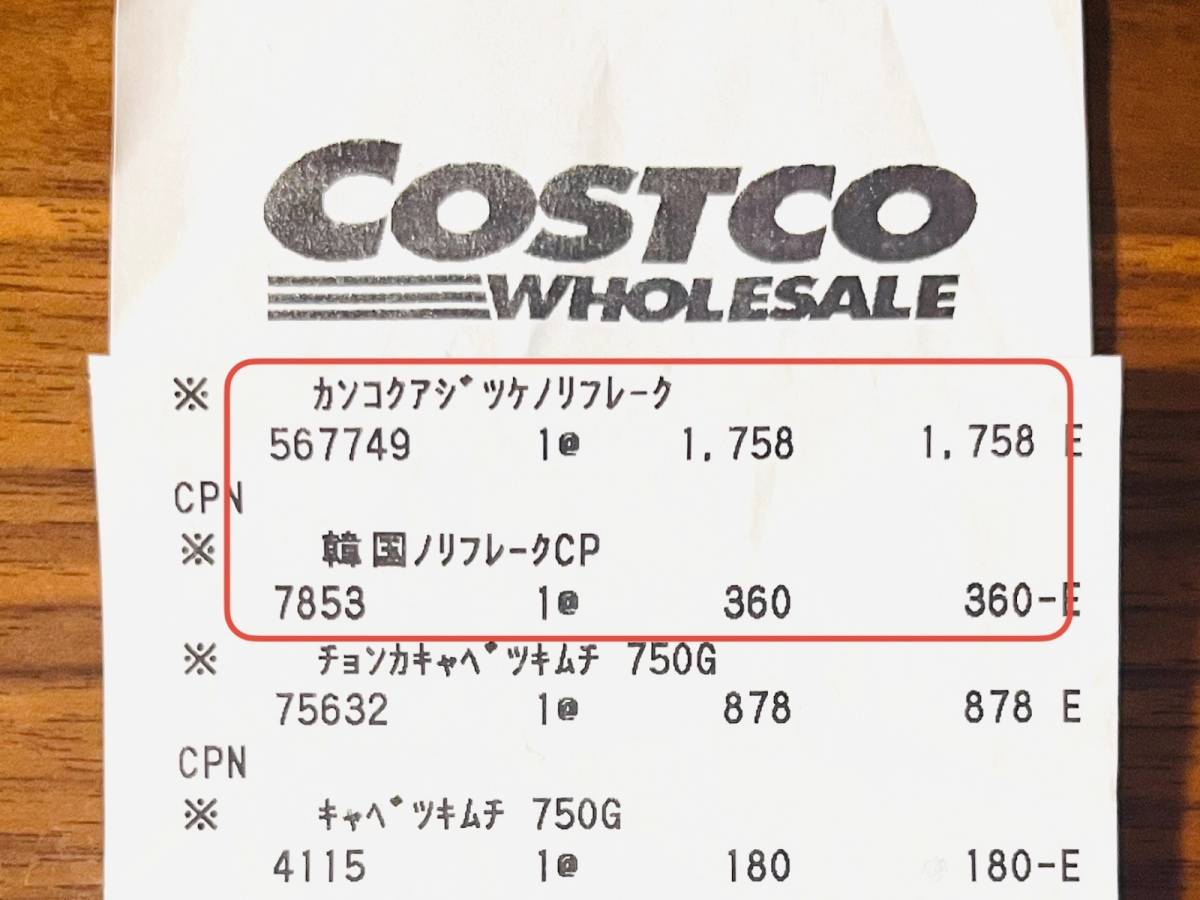 COSTCO
WHOLESALE
※ ｶﾝｺｸｱｼﾞﾂｹﾉﾘﾌﾚｰｸ
567749 1@ 1,758 1,758 E
CPN
※ 韓国ﾉﾘﾌﾚｰｸCP
7853 1@ 360 360-E
※ ﾁｮﾝｶｷｬﾍﾞﾂｷﾑﾁ 750G
75632 1@ 878 878 E
CPN
※ ｷｬﾍﾞﾂｷﾑﾁ 750G
4115 1@ 180 180-E